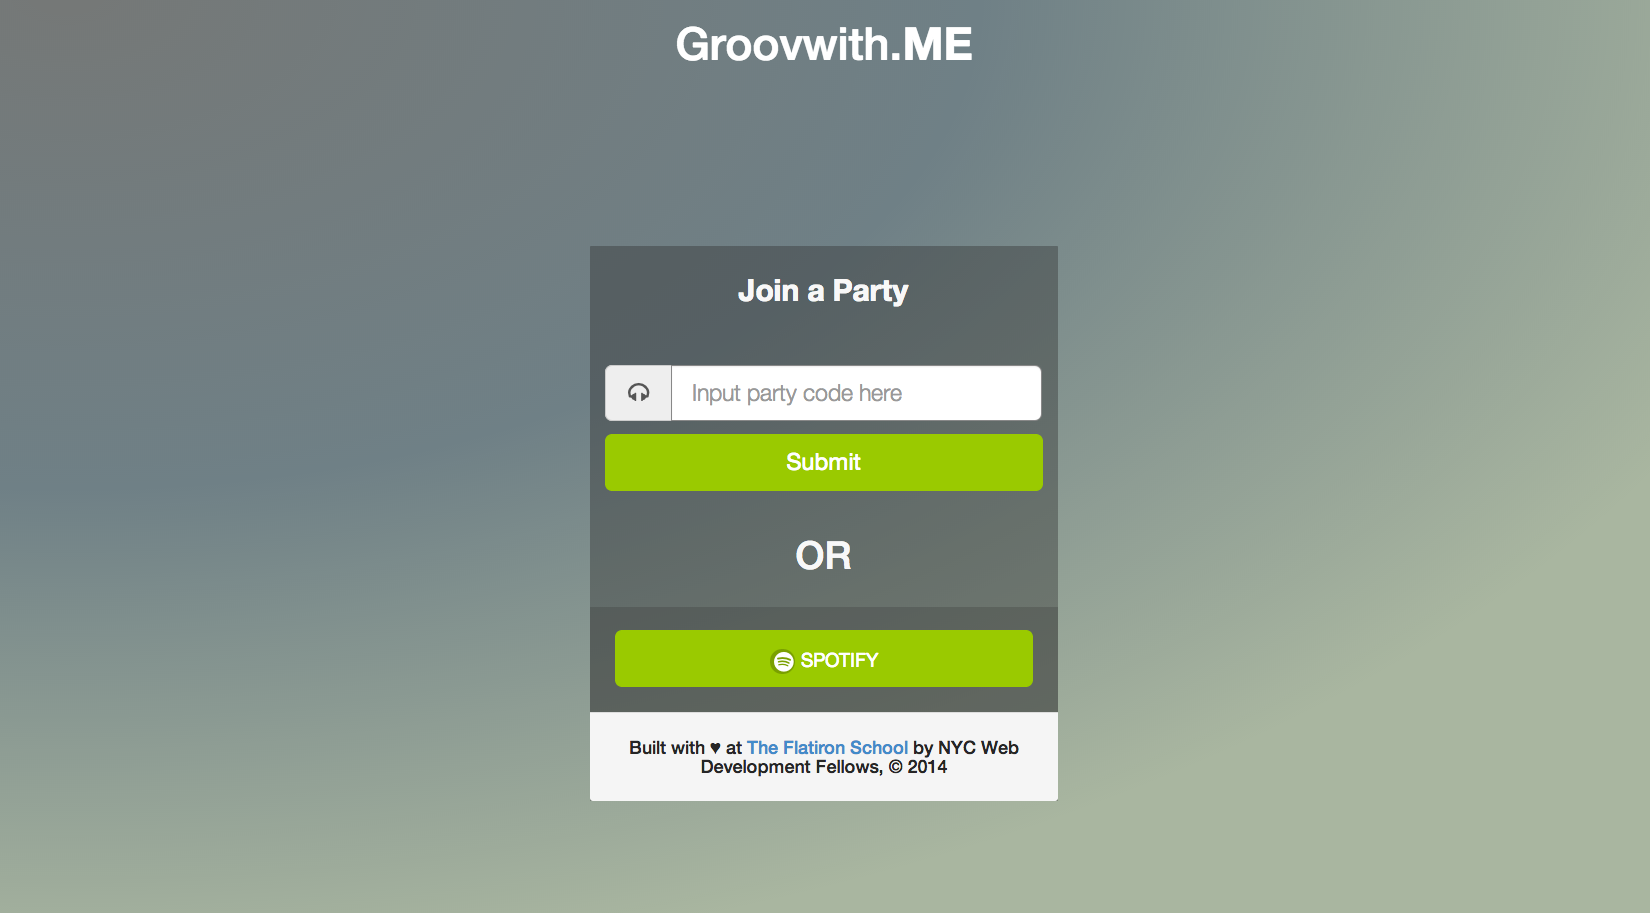 Groovwith.ME
Join a Party
Input party code here
Submit
OR
SPOTIFY
Built with ♥ at The Flatiron School by NYC Web
Development Fellows, © 2014